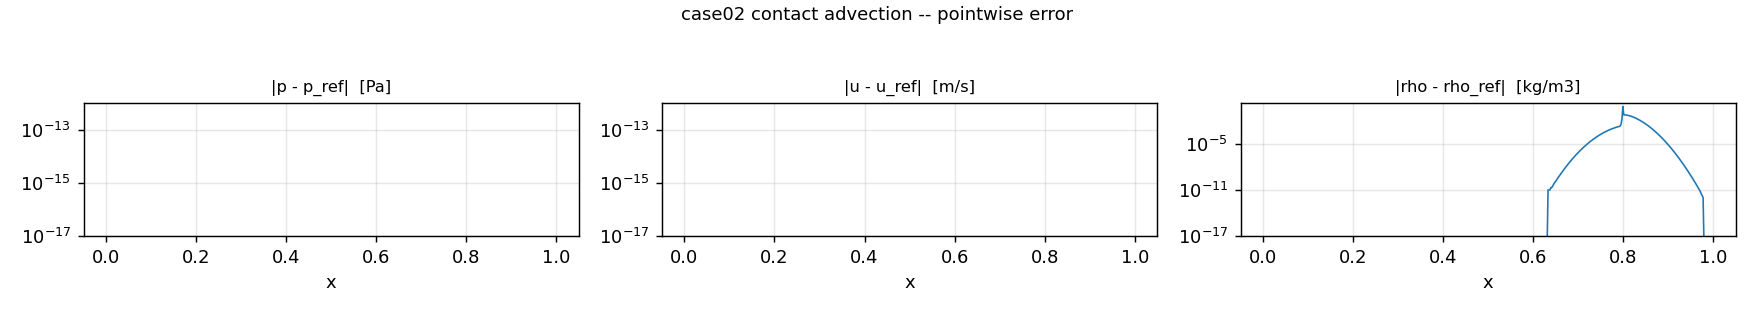 case02 contact advection -- pointwise error
|p - p_ref|  [Pa]
10⁻¹³
10⁻¹⁵
10⁻¹⁷
0.0 0.2 0.4 0.6 0.8 1.0
x
|u - u_ref|  [m/s]
10⁻¹³
10⁻¹⁵
10⁻¹⁷
0.0 0.2 0.4 0.6 0.8 1.0
x
|rho - rho_ref|  [kg/m3]
10⁻⁵
10⁻¹¹
10⁻¹⁷
0.0 0.2 0.4 0.6 0.8 1.0
x